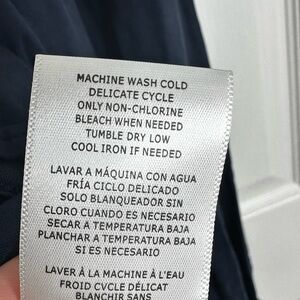 MACHINE WASH COLD
DELICATE CYCLE
ONLY NON-CHLORINE
BLEACH WHEN NEEDED
TUMBLE DRY LOW
COOL IRON IF NEEDED
LAVAR A MÁQUINA CON AGUA
FRÍA CICLO DELICADO
SOLO BLANQUEADOR SIN
CLORO CUANDO ES NECESARIO
SECAR A TEMPERATURA BAJA
PLANCHAR A TEMPERATURA BAJA
SI ES NECESARIO
LAVER À LA MACHINE À L'EAU
FROID CYCLE DÉLICAT
BLANCHIR SANS